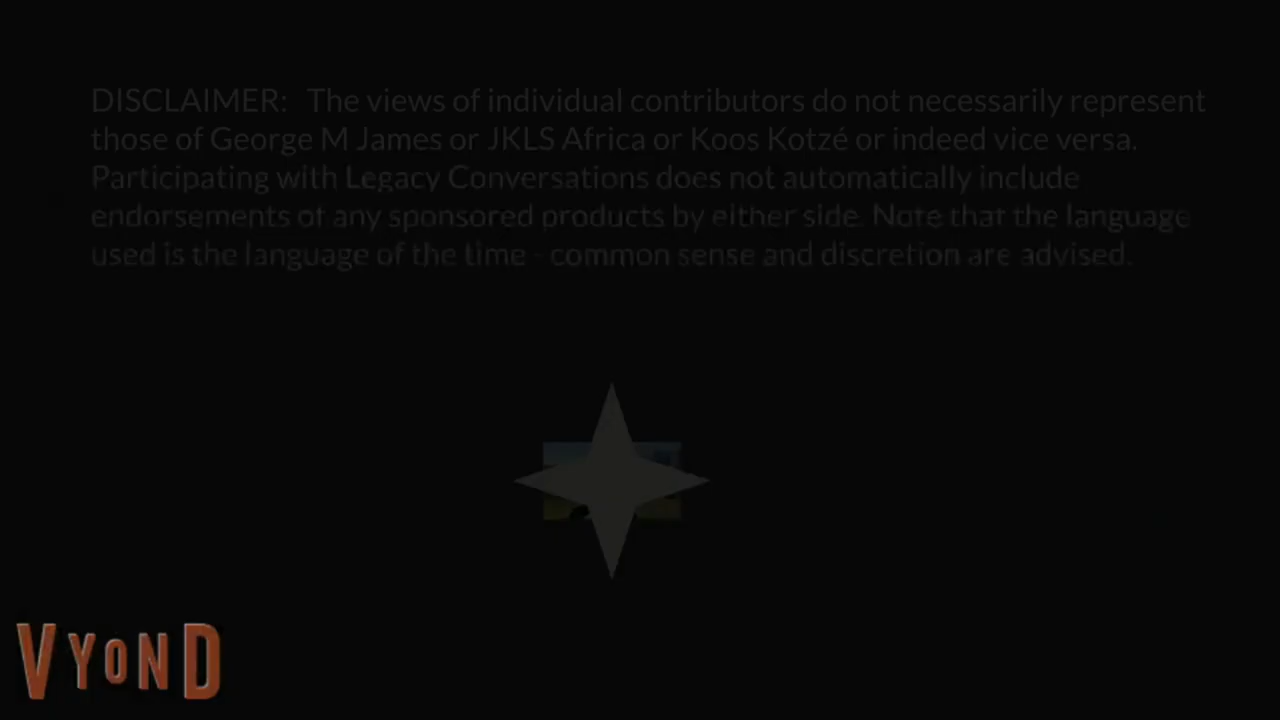 DISCLAIMER: The views of individual contributors do not necessarily represent
those of George M James or JKLS Africa or Koos Kotzé or indeed vice versa.
Participating with Legacy Conversations does not automatically include
endorsements of any sponsored products by either side. Note that the language
used is the language of the time - common sense and discretion are advised.
VYOND